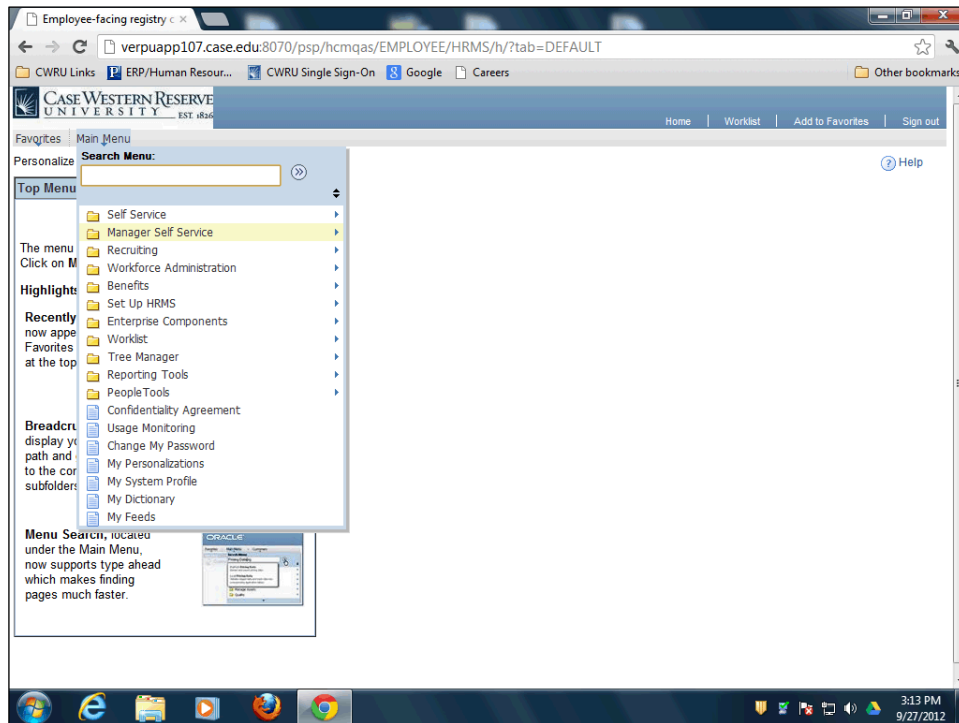 Employee-facing registry c
verpuapp107.case.edu:8070/psp/hcmqas/EMPLOYEE/HRMS/h/?tab=DEFAULT
CWRU Links ERP/Human Resour... CWRU Single Sign-On Google Careers Other bookmarks
CASE WESTERN RESERVE
UNIVERSITY EST. 1826
Home | Worklist | Add to Favorites | Sign out
Favorites Main Menu
Personalize
Help
Search Menu:
Top Menu
Self Service
Manager Self Service
Recruiting
Workforce Administration
Benefits
Set Up HRMS
Enterprise Components
Worklist
Tree Manager
Reporting Tools
PeopleTools
Confidentiality Agreement
Usage Monitoring
Change My Password
My Personalizations
My System Profile
My Dictionary
My Feeds
The menu
Click on M
Highlights
Recently
now appe
Favorites
at the top
Breadcru
display yo
path and
to the con
subfolders
Menu Search, located
under the Main Menu,
now supports type ahead
which makes finding
pages much faster.
ORACLE
3:13 PM
9/27/2012